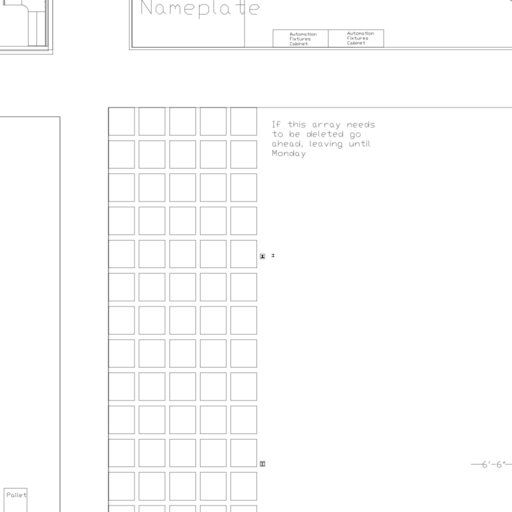 Nameplate
Automation
Fixtures
Cabinet
Automation
Fixtures
Cabinet
If this array needs
to be deleted go
ahead, leaving until
Monday
6'-6"
Pallet